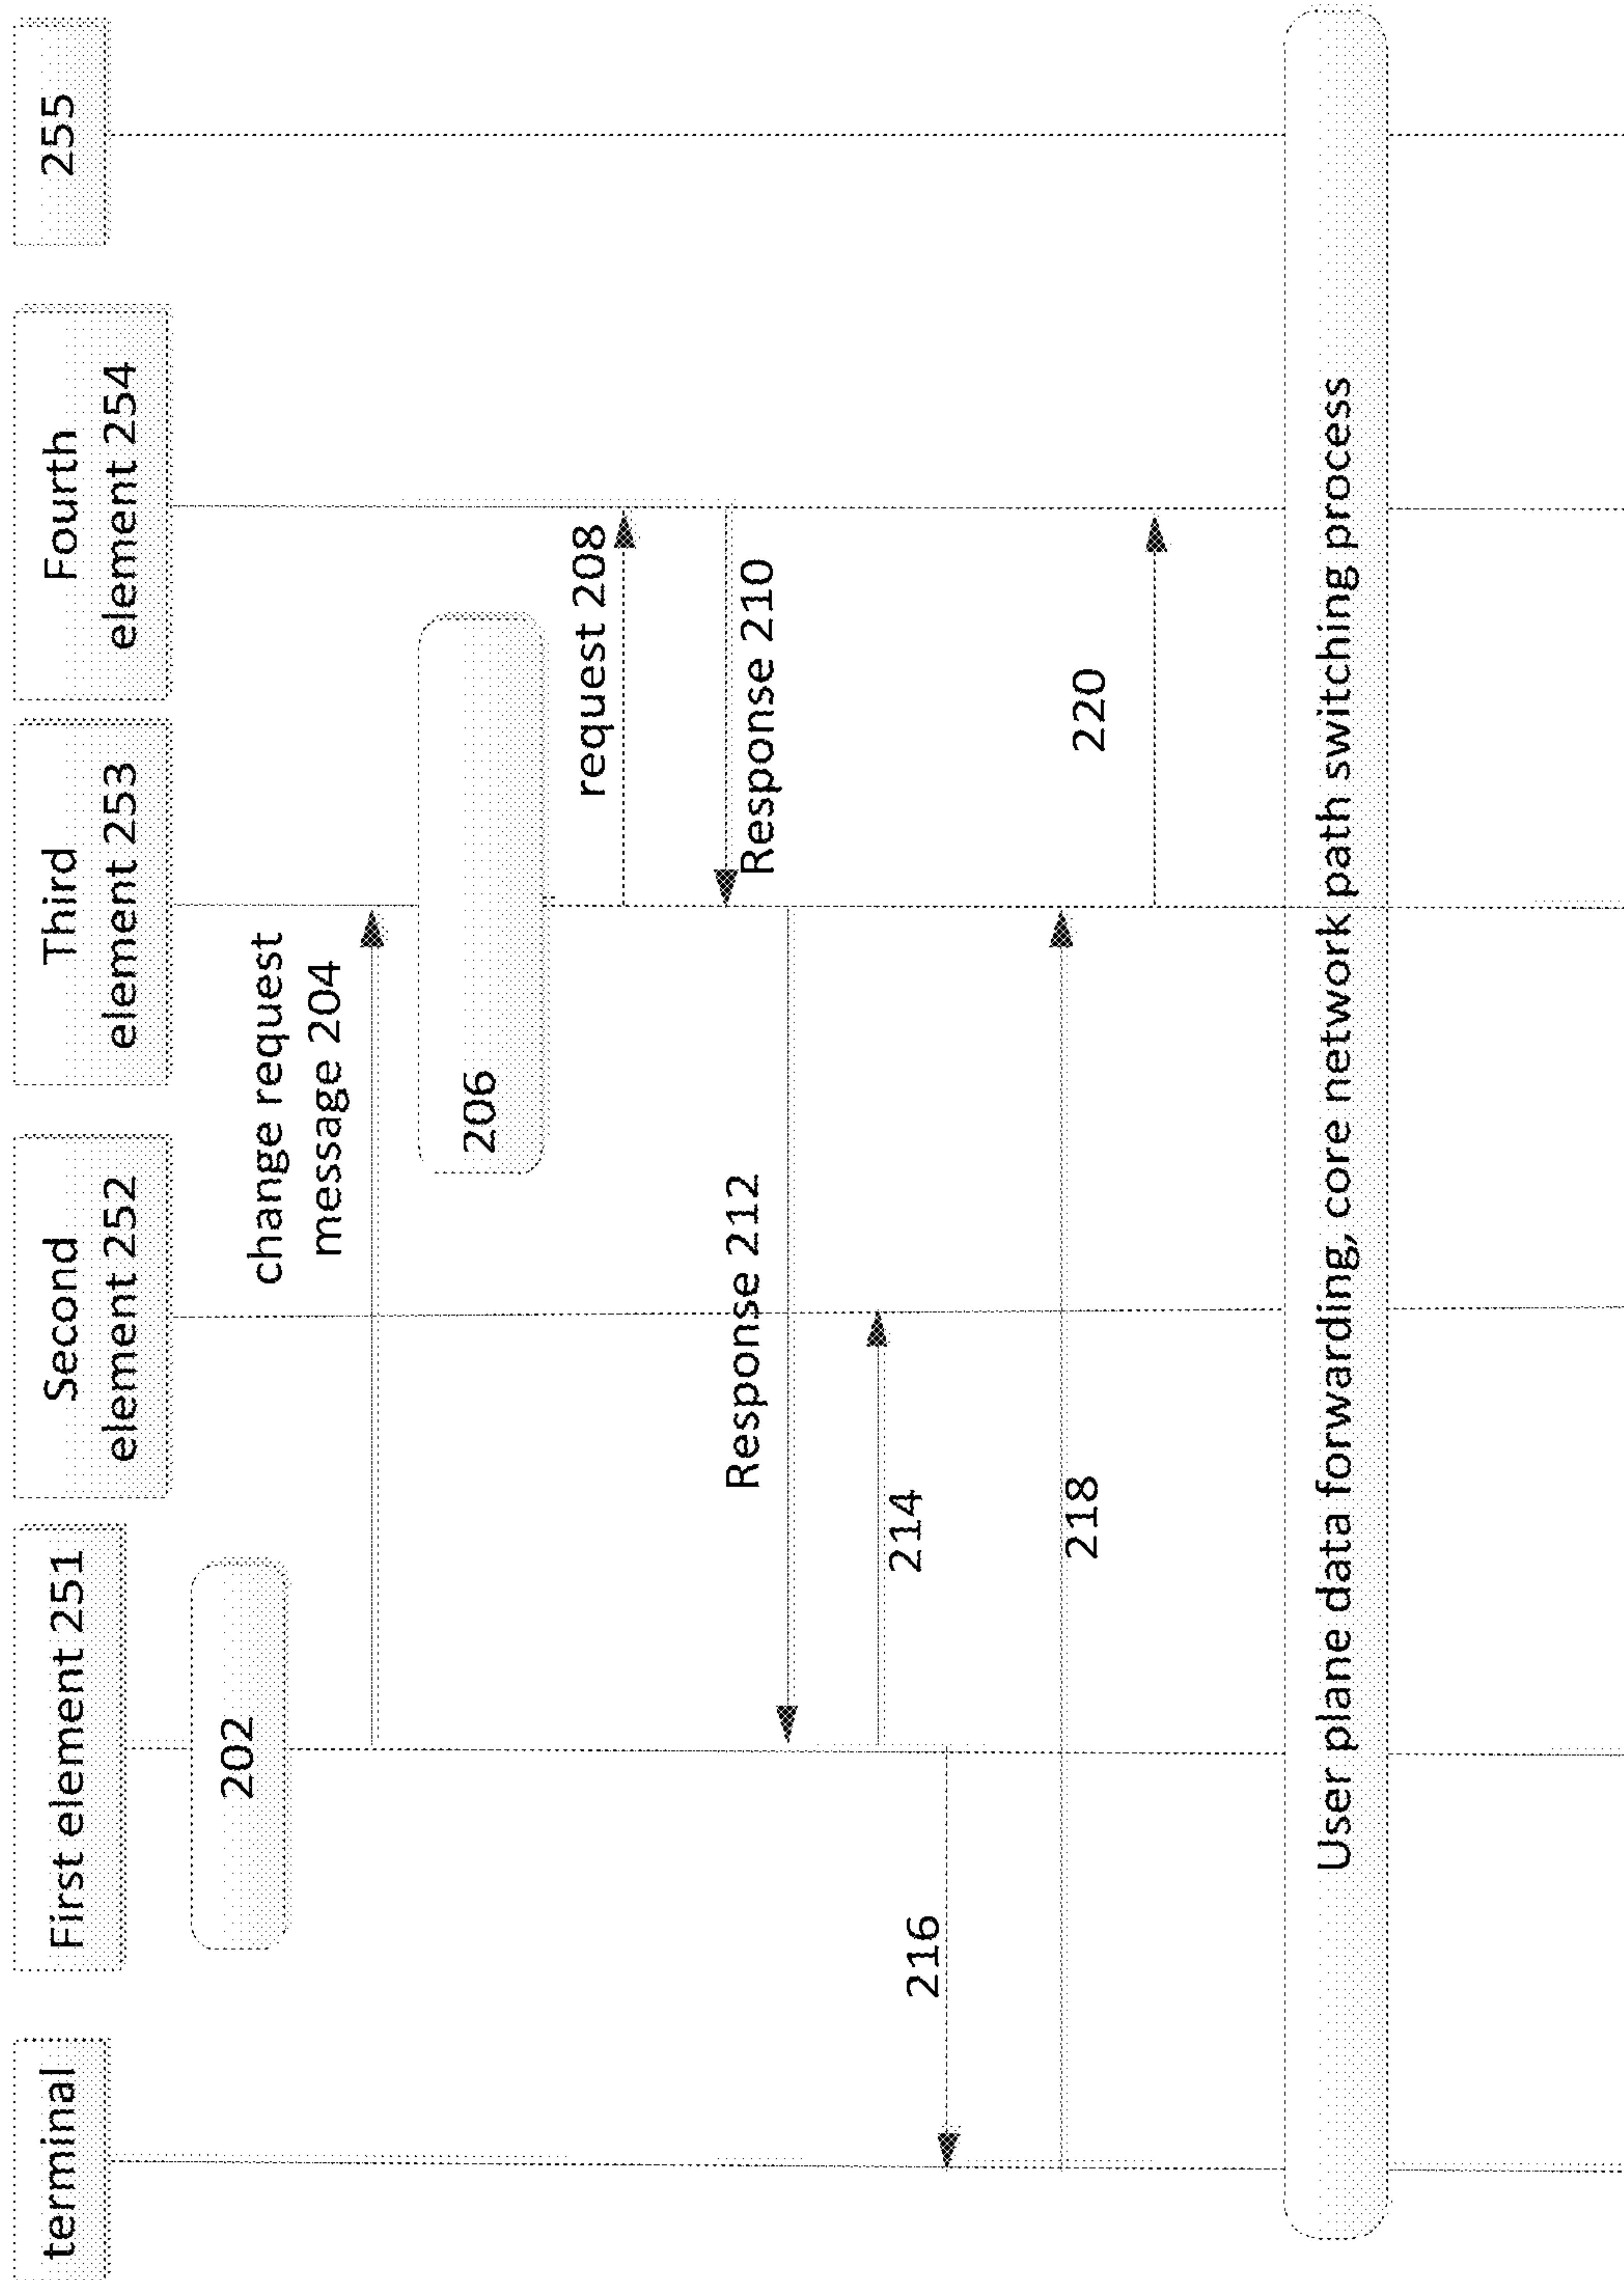 terminal
First element 251
Second
element 252
Third
element 253
Fourth
element 254
255
202
change request
message 204
206
request 208
Response 210
Response 212
214
216
218
220
User plane data forwarding, core network path switching process